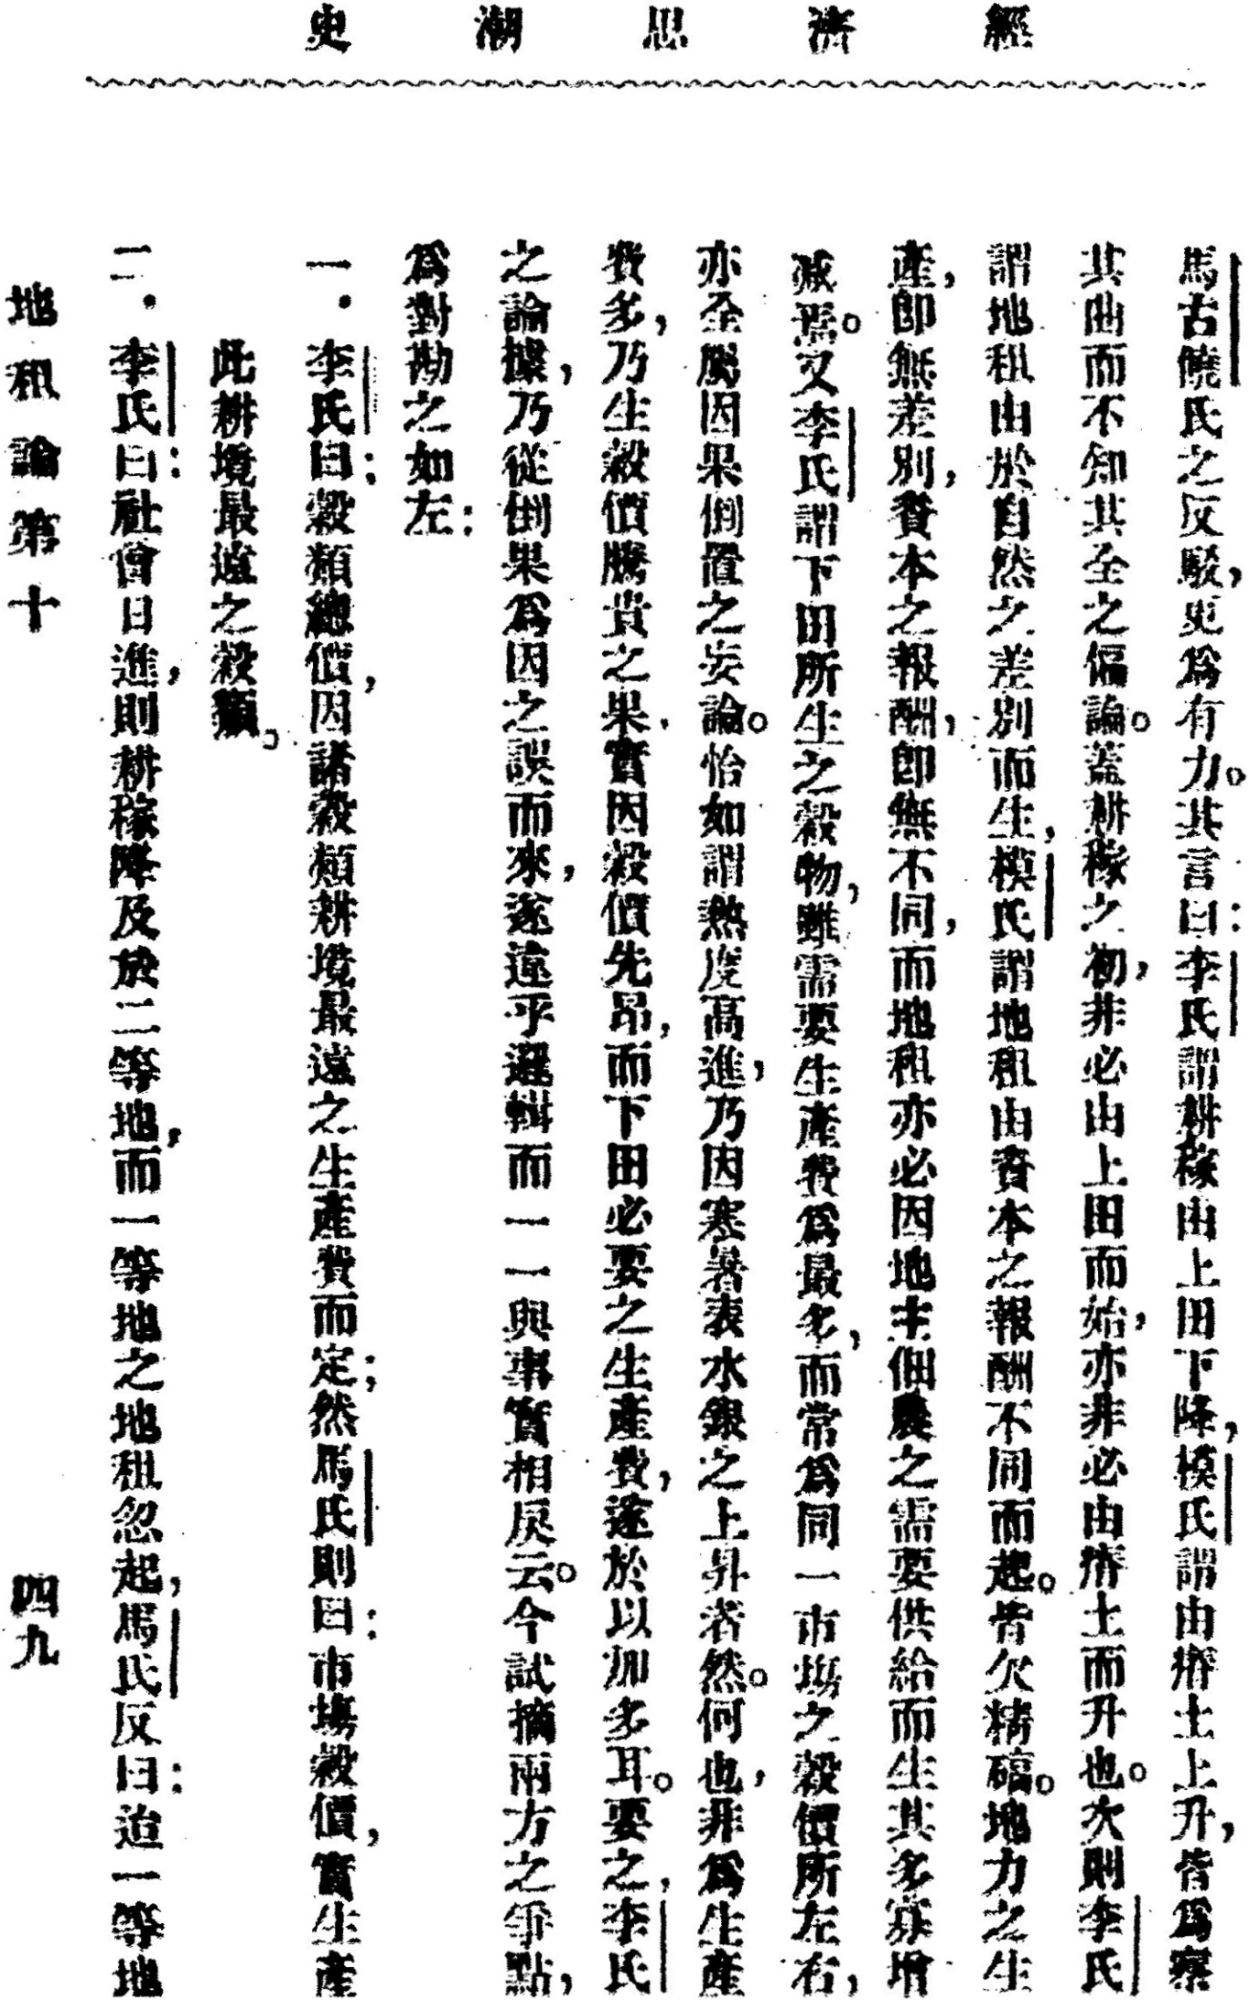 經濟思潮史
馬古饒氏之反駁，更爲有力。其言曰：李氏謂耕稼由上田下降，模氏謂由瘠土上升，皆爲察
其曲而不知其全之偏論。蓋耕稼之初，非必由上田而始，亦非必由瘠土而升也。次則李氏
謂地租由於自然之差別而生，模氏謂地租由資本之報酬不同而起。皆欠精碻。地力之生
產，卽無差別，資本之報酬，卽無不同，而地租亦必因地主佃農之需要供給而生其多寡增
減焉。又李氏謂下田所生之穀物，雖需要生產費爲最多，而常爲同一市場之穀價所左右，
亦全屬因果倒置之妄論。恰如謂熱度高進，乃因寒暑表水銀之上昇者然。何也，非爲生產
費多，乃生穀價騰貴之果，實因穀價先昂，而下田必要之生產費，遂於以加多耳。要之，李氏
之論據，乃從倒果爲因之誤而來，遂違乎邏輯而一一與事實相戾云。今試摘兩方之爭點，
爲對勘之如左：
一．李氏曰：穀類總價，因諸穀類耕境最遠之生產費而定；然馬氏則曰：市場穀價，實生產
此耕境最遠之穀類。
二．李氏曰：社會日進，則耕稼降及於二等地，而一等地之地租忽起，馬氏反曰：迨一等地
地租論第十
四九